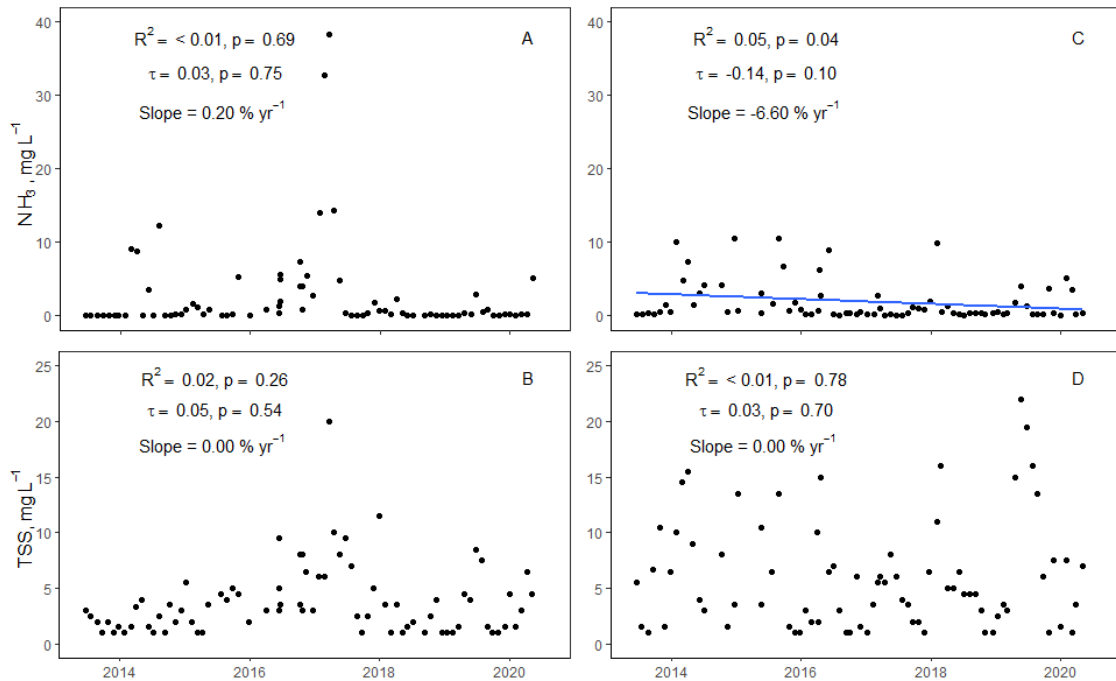 R² = < 0.01, p = 0.69
τ = 0.03, p = 0.75
Slope = 0.20 % yr⁻¹
A
40
30
20
10
0
NH₃, mg L⁻¹
R² = 0.05, p = 0.04
τ = -0.14, p = 0.10
Slope = -6.60 % yr⁻¹
C
40
30
20
10
0
R² = 0.02, p = 0.26
τ = 0.05, p = 0.54
Slope = 0.00 % yr⁻¹
B
25
20
15
10
5
0
TSS, mg L⁻¹
2014 2016 2018 2020
R² = < 0.01, p = 0.78
τ = 0.03, p = 0.70
Slope = 0.00 % yr⁻¹
D
25
20
15
10
5
0
2014 2016 2018 2020